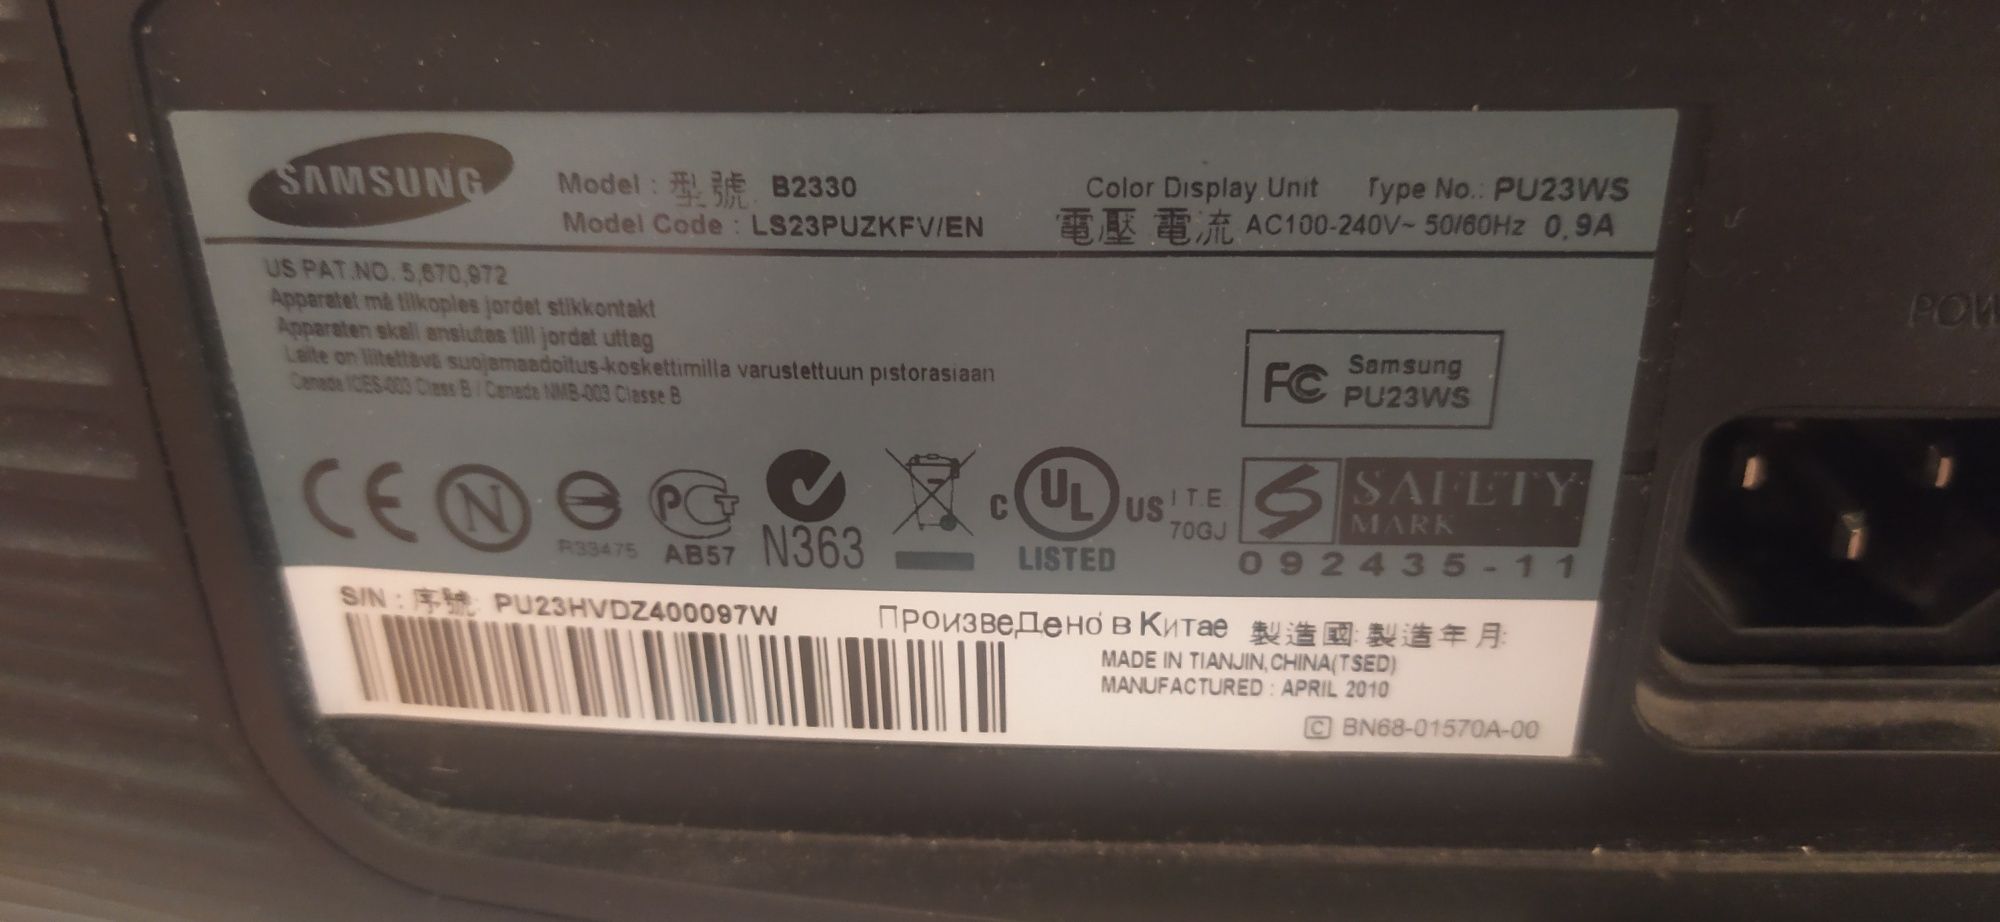 SAMSUNG
Model : 型號: B2330
Model Code : LS23PUZKFV/EN
Color Display Unit Type No.: PU23WS
電壓 電流 AC100-240V~ 50/60Hz 0.9A
US PAT.NO. 5,670,972
Apparatet må tilkoples jordet stikkontakt
Apparaten skall anslutas till jordat uttag
Laite on liitettävä suojamaadoitus-koskettimilla varustettuun pistorasiaan
Canada ICES-003 Class B / Canada NMB-003 Classe B
FC Samsung
PU23WS
CE N PCT N363
R33475 AB57
c UL US LISTED
I.T.E.
70GJ
SAFETY
MARK
092435-11
S/N : 序號: PU23HVDZ400097W
ПроизвеДено в Китае 製造國: 製造年月:
MADE IN TIANJIN,CHINA(TSED)
MANUFACTURED : APRIL 2010
C BN68-01570A-00
POW